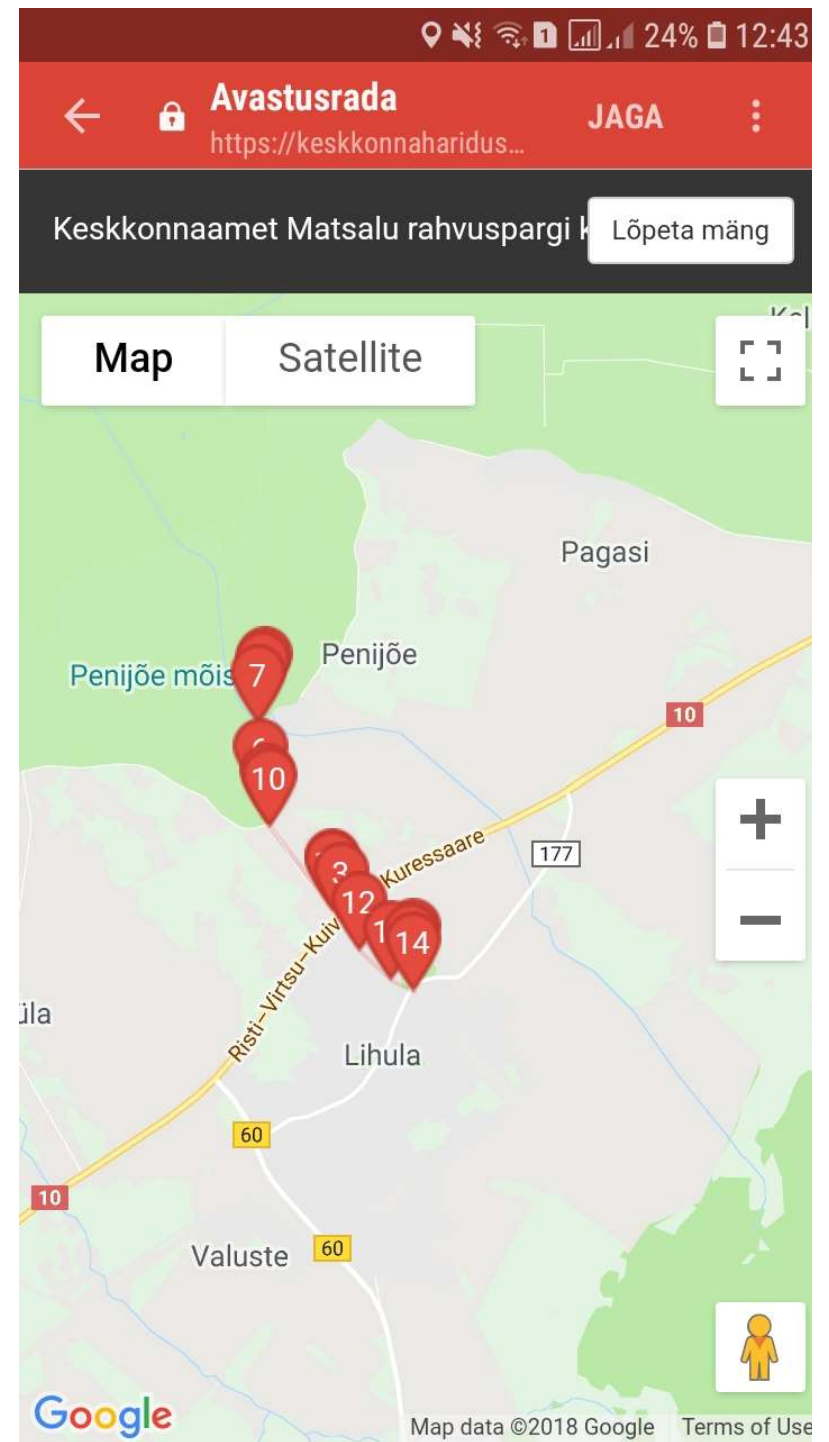 1 24% 12:43
Avastusrada
https://keskkonnaharidus...
JAGA
Keskkonnaamet Matsalu rahvuspargi
Lõpeta mäng
Map Satellite
Pagasi
Penijõe mõis
7
Penijõe
10
10
3
Kuressaare
177
12
14
Risti-Virtsu-Kuiv
Lihula
60
10
Valuste
60
Google
Map data ©2018 Google Terms of Use